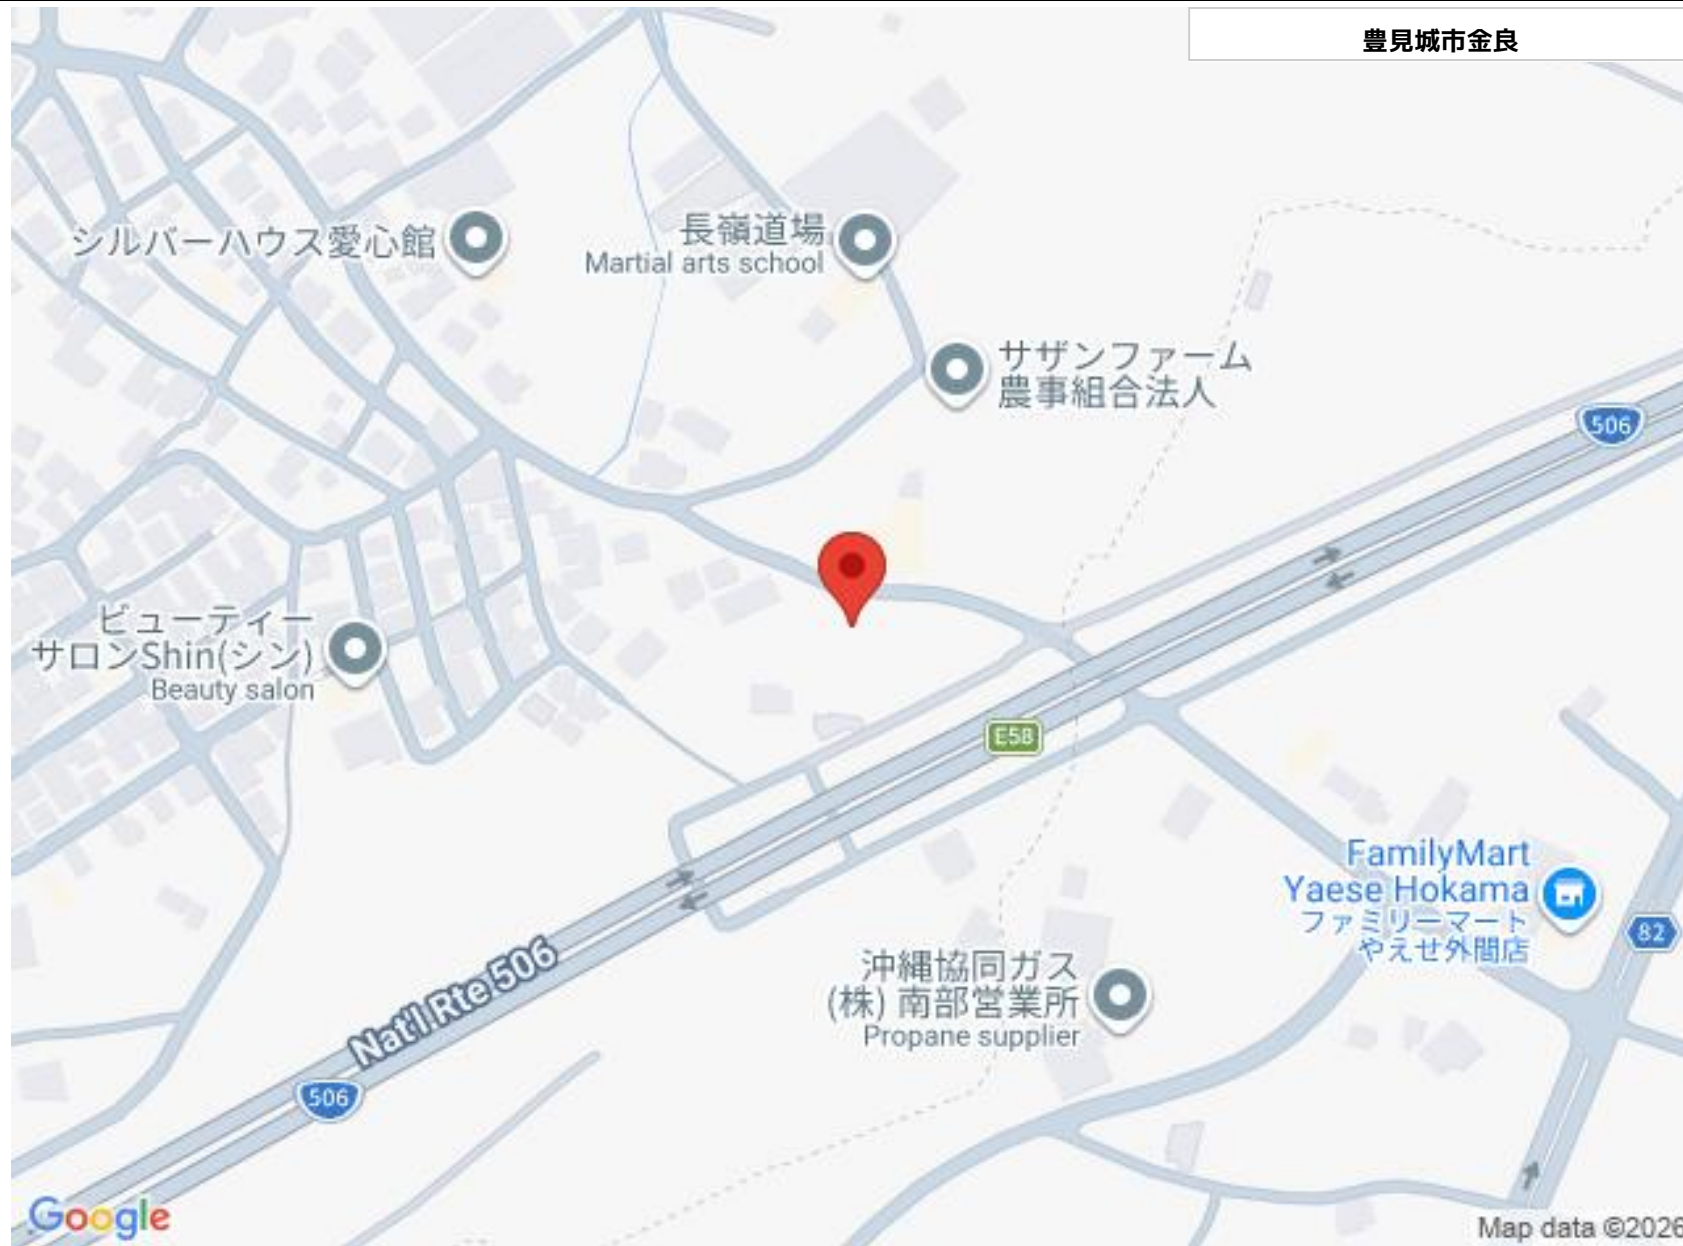 豊見城市金良
シルバーハウス愛心館
長嶺道場
Martial arts school
サザンファーム
農事組合法人
506
ビューティー
サロンShin(シン)
Beauty salon
E58
FamilyMart
Yaese Hokama
ファミリーマート
やえせ外間店
82
沖縄協同ガス
(株) 南部営業所
Propane supplier
Nat'l Rte 506
506
Google
Map data ©2026